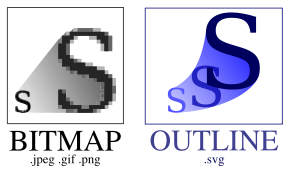 S S
S S S
BITMAP
.jpeg .gif .png
OUTLINE
.svg